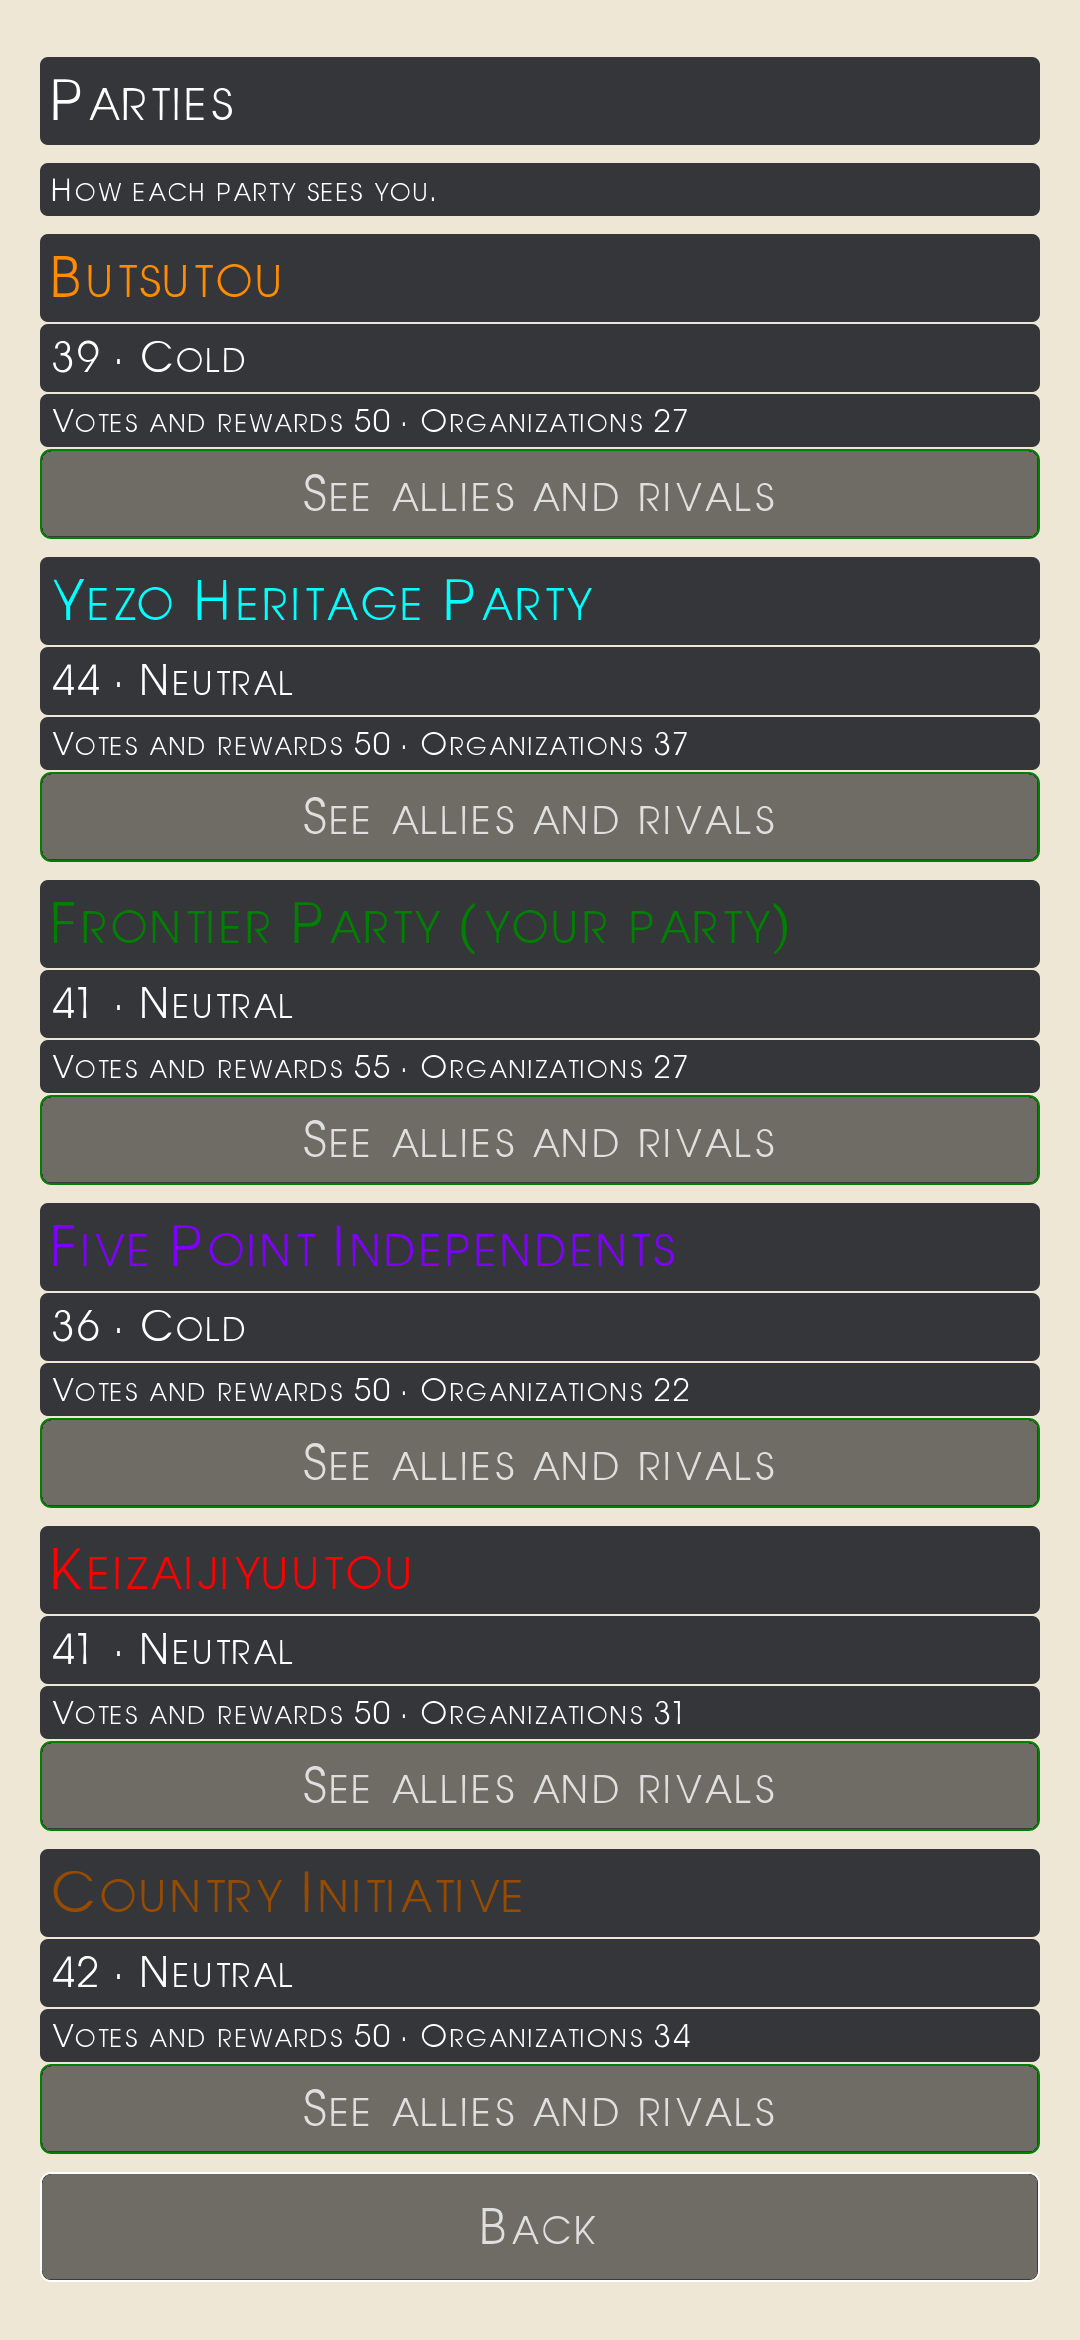 Parties
How each party sees you.
Butsutou
39 · Cold
Votes and rewards 50 · Organizations 27
See allies and rivals
Yezo Heritage Party
44 · Neutral
Votes and rewards 50 · Organizations 37
See allies and rivals
Frontier Party (your party)
41 · Neutral
Votes and rewards 55 · Organizations 27
See allies and rivals
Five Point Independents
36 · Cold
Votes and rewards 50 · Organizations 22
See allies and rivals
Keizaijiyuutou
41 · Neutral
Votes and rewards 50 · Organizations 31
See allies and rivals
Country Initiative
42 · Neutral
Votes and rewards 50 · Organizations 34
See allies and rivals
Back